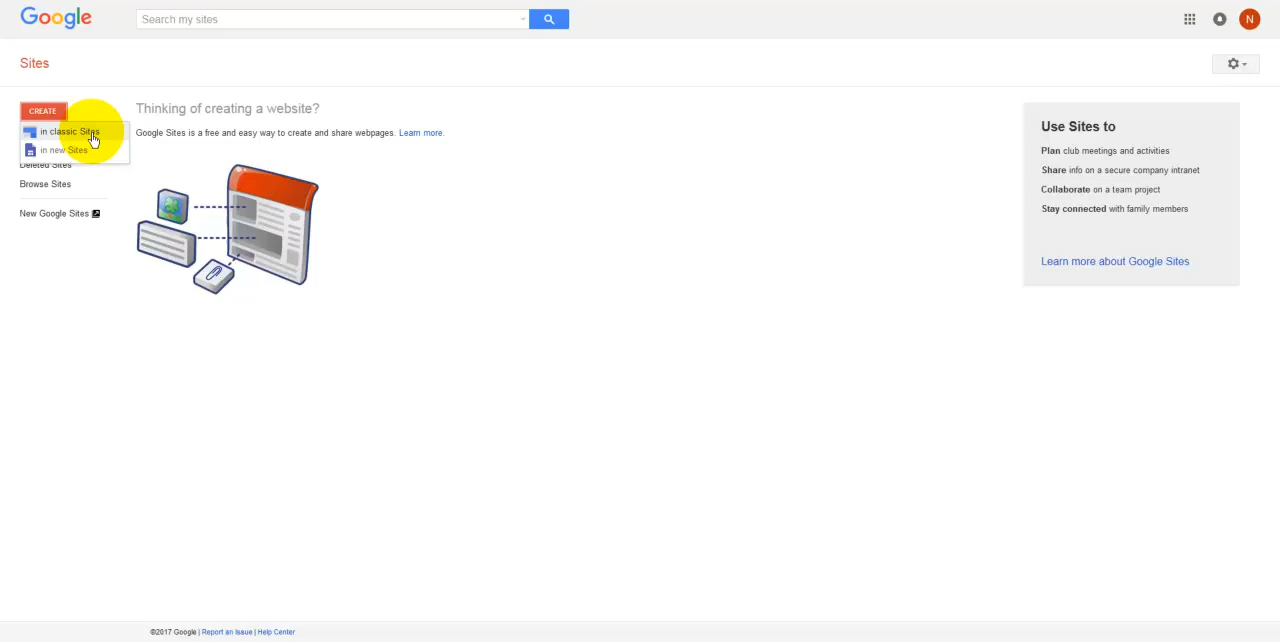 Google
Search my sites
N
Sites
CREATE
in classic Sites
in new Sites
Deleted Sites
Browse Sites
New Google Sites
Thinking of creating a website?
Google Sites is a free and easy way to create and share webpages. Learn more.
Use Sites to
Plan club meetings and activities
Share info on a secure company intranet
Collaborate on a team project
Stay connected with family members
Learn more about Google Sites
©2017 Google | Report an Issue | Help Center